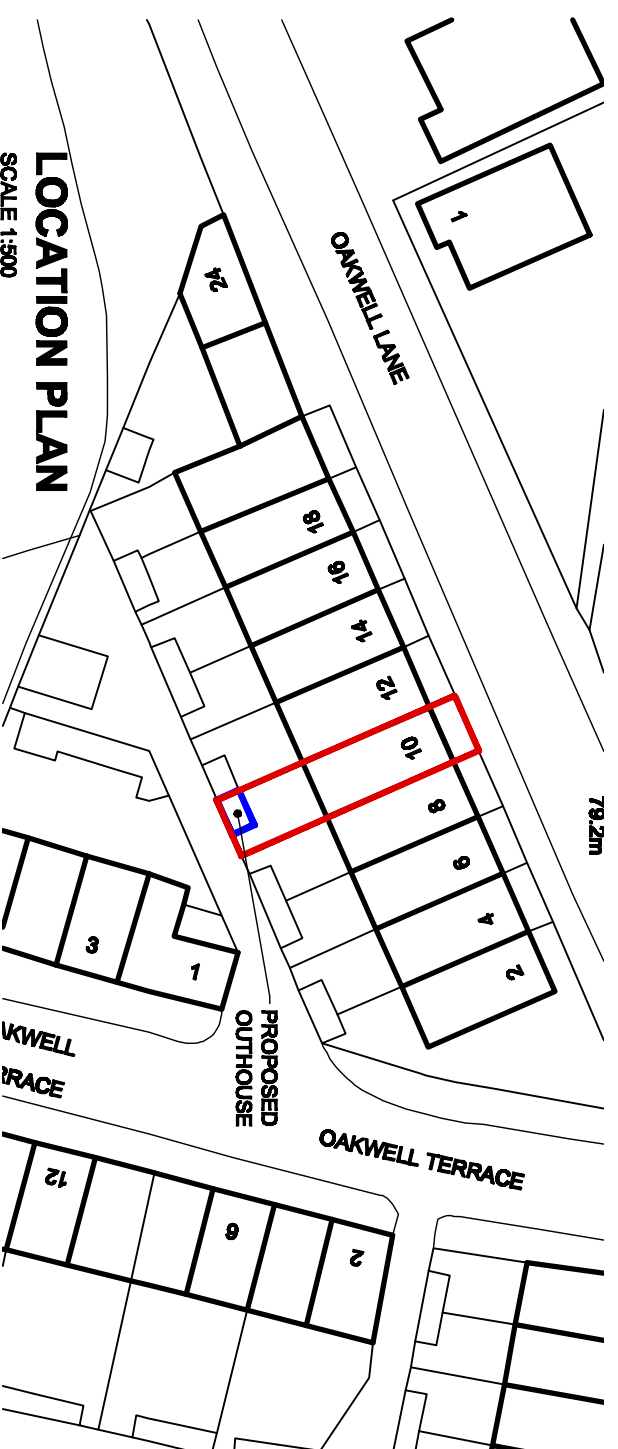 LOCATION PLAN
SCALE 1:500
OAKWELL LANE
1
24
18
16
14
12
10
8
6
4
2
79.2m
PROPOSED
OUTHOUSE
3
1
AKWELL
RRACE
OAKWELL TERRACE
12
6
2